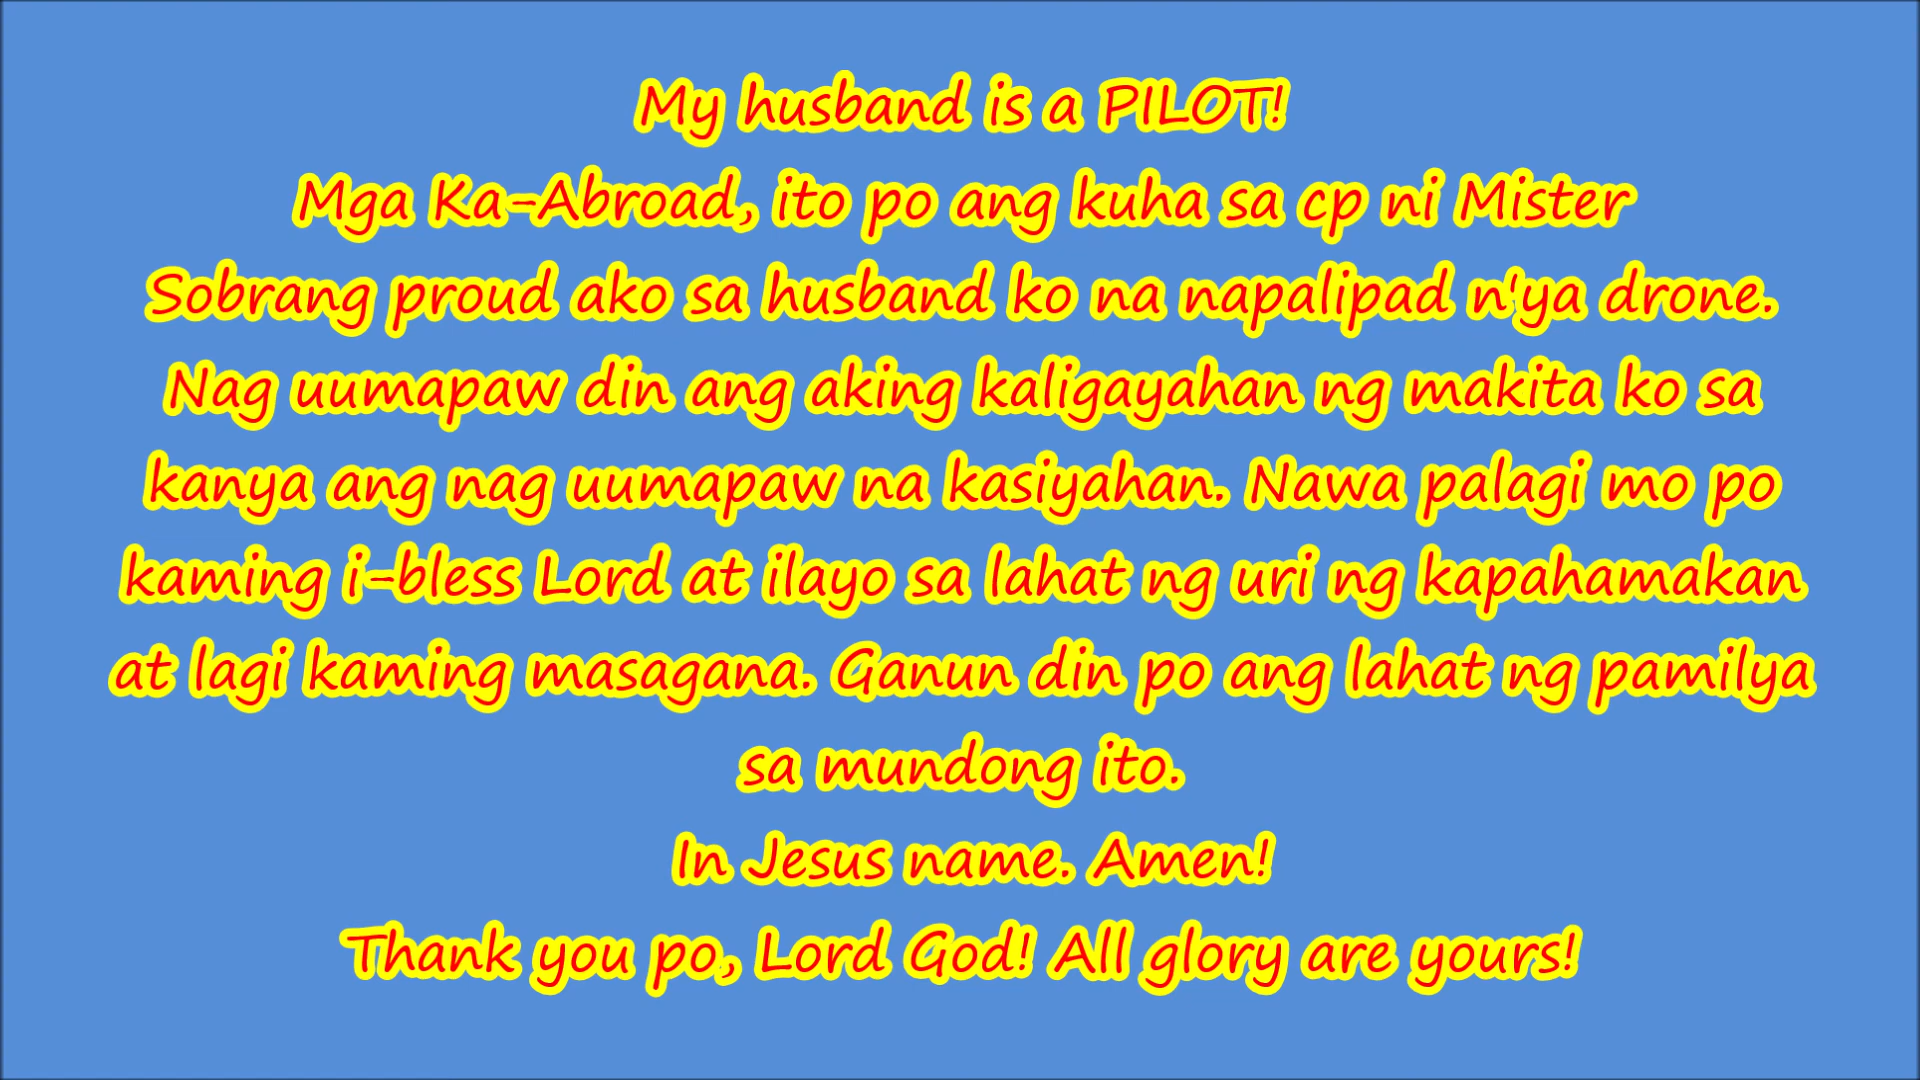 My husband is a PILOT!
Mga Ka-Abroad, ito po ang kuha sa cp ni Mister
Sobrang proud ako sa husband ko na napalipad n'ya drone.
Nag uumapaw din ang aking kaligayahan ng makita ko sa
kanya ang nag uumapaw na kasiyahan. Nawa palagi mo po
kaming i-bless Lord at ilayo sa lahat ng uri ng kapahamakan
at lagi kaming masagana. Ganun din po ang lahat ng pamilya
sa mundong ito.
In Jesus name. Amen!
Thank you po, Lord God! All glory are yours!